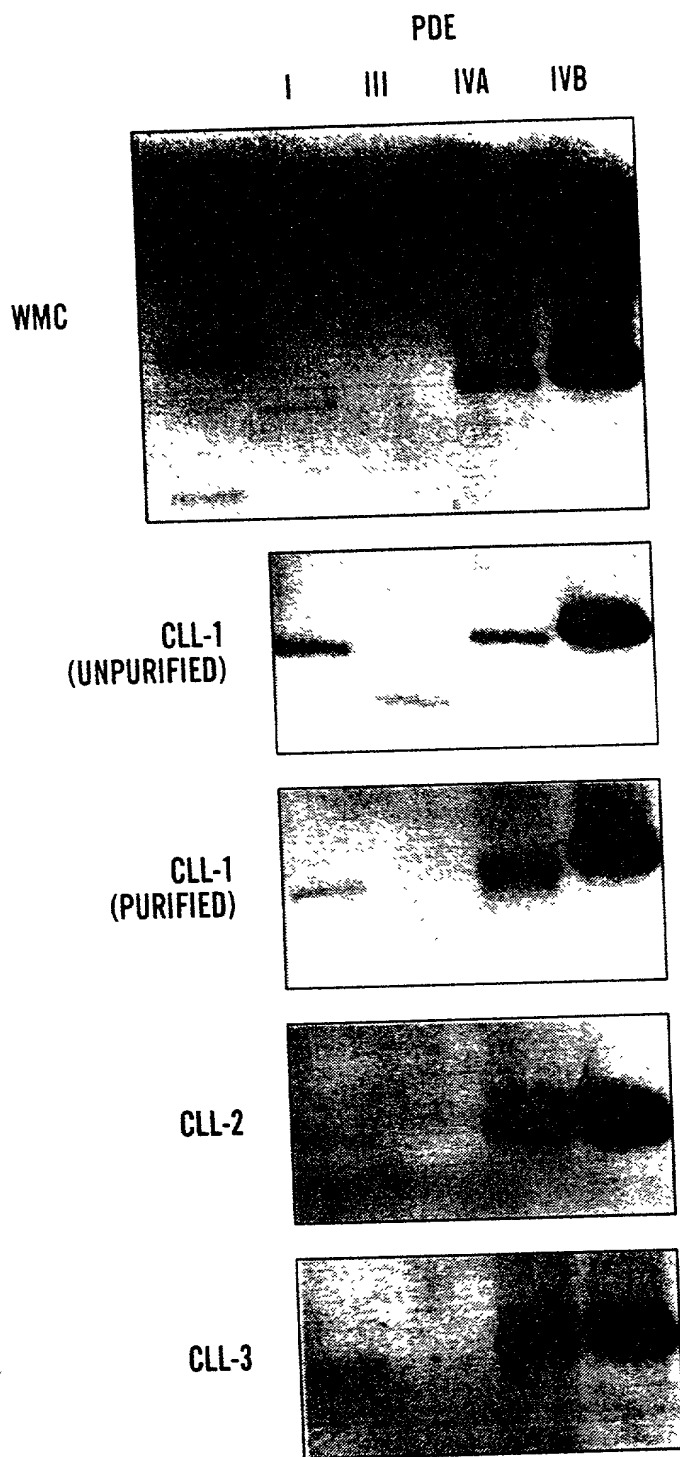 PDE
I III IVA IVB
WMC
CLL-1
(UNPURIFIED)
CLL-1
(PURIFIED)
CLL-2
CLL-3